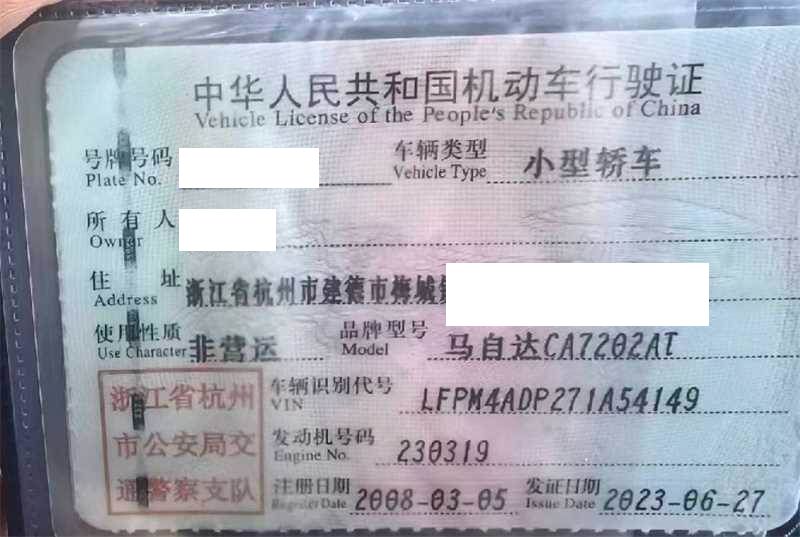 中华人民共和国机动车行驶证
Vehicle License of the People's Republic of China
号牌号码 车辆类型 小型轿车
Plate No. Vehicle Type
所有人
Owner
住址 浙江省杭州市建德市梅城
Address
使用性质 非营运 品牌型号 马自达CA7202AT
Use Character Model
浙江省杭州 车辆识别代号 LFPM4ADP271A54149
VIN
市公安局交 发动机号码 230319
Engine No.
通警察支队 注册日期 2008-03-05 发证日期 2023-06-27
Register Date Issue Date